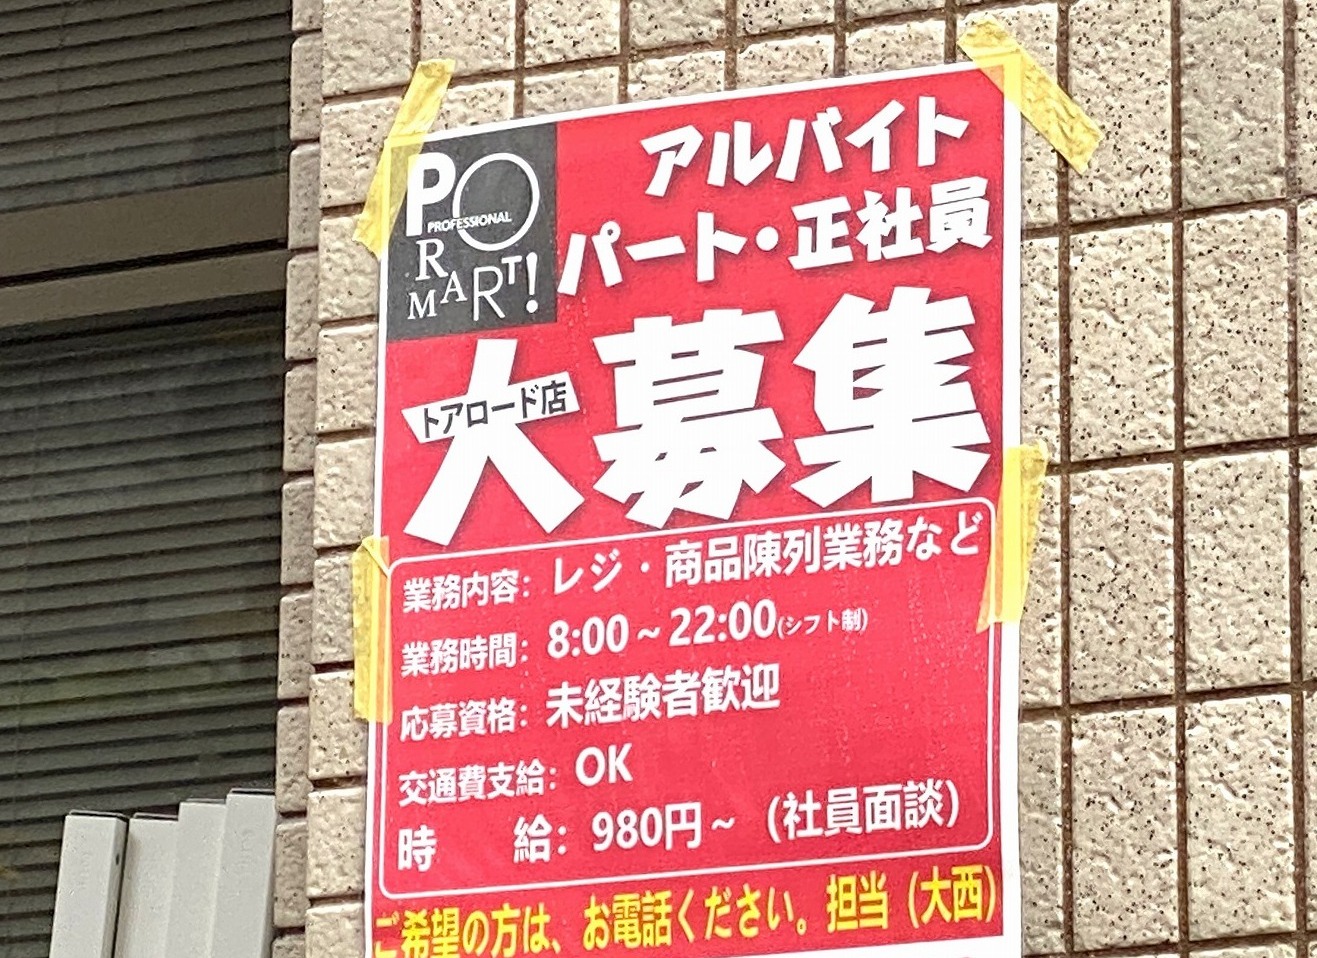 PO
PROFESSIONAL
R
MART!
アルバイト
パート・正社員
大募集
トアロード店
業務内容：レジ・商品陳列業務など
業務時間：8:00～22:00(シフト制)
応募資格：未経験者歓迎
交通費支給：OK
時　給：980円～（社員面談）
ご希望の方は、お電話ください。担当（大西）